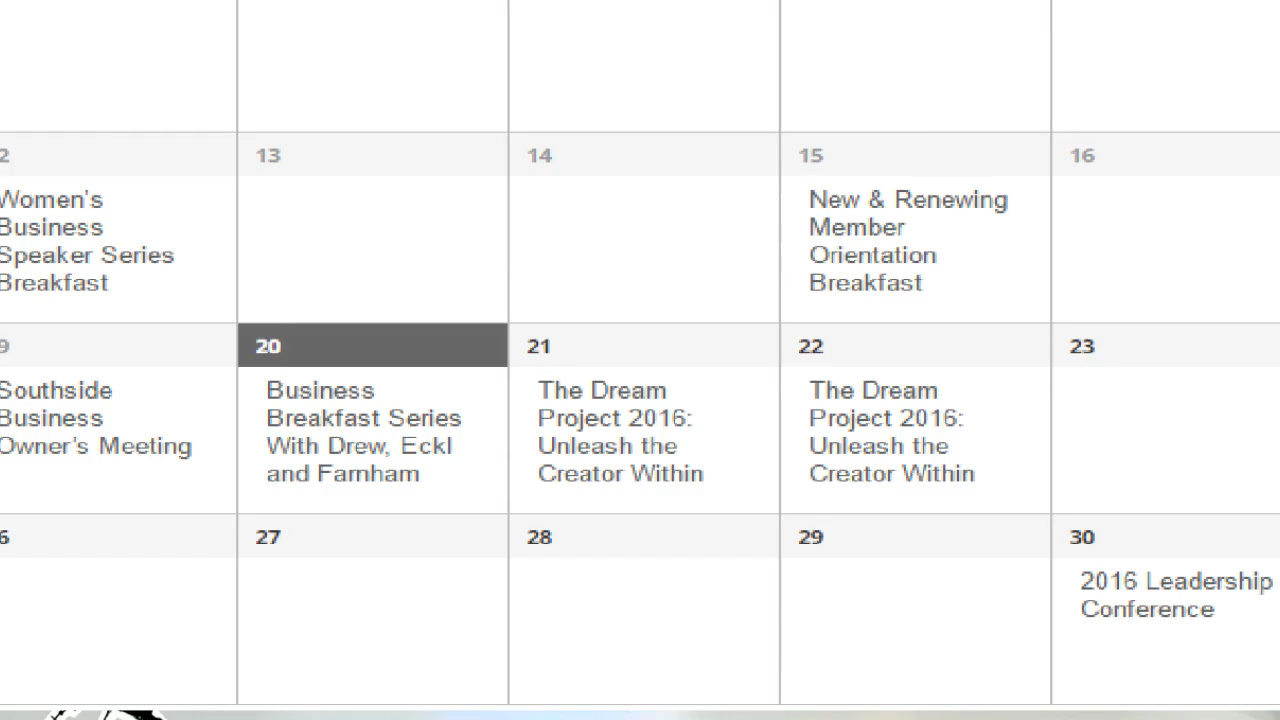 2
13
14
15
16
Women's
Business
Speaker Series
Breakfast
New & Renewing
Member
Orientation
Breakfast
9
20
21
22
23
Southside
Business
Owner's Meeting
Business
Breakfast Series
With Drew, Eckl
and Farnham
The Dream
Project 2016:
Unleash the
Creator Within
The Dream
Project 2016:
Unleash the
Creator Within
6
27
28
29
30
2016 Leadership
Conference